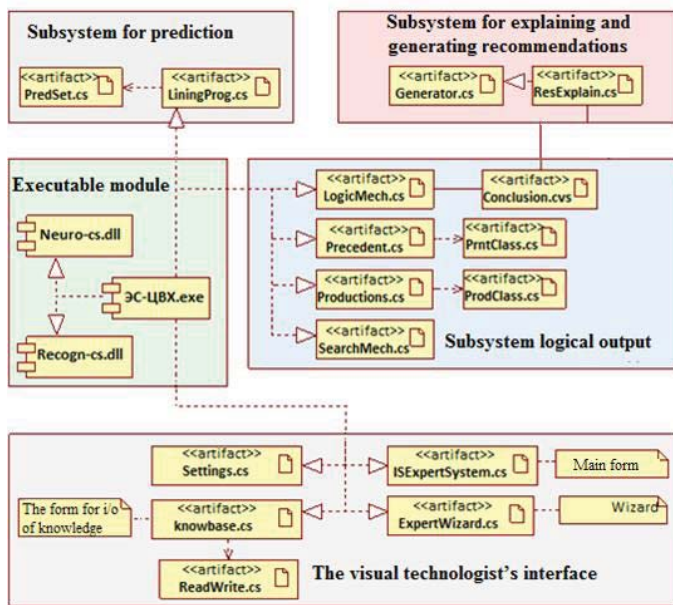 Subsystem for prediction
<<artifact>>
PredSet.cs
<<artifact>>
LiningProg.cs
Subsystem for explaining and
generating recommendations
<<artifact>>
Generator.cs
<<artifact>>
ResExplain.cs
Executable module
Neuro-cs.dll
ЭС-ЦВХ.exe
Recogn-cs.dll
<<artifact>>
LogicMech.cs
<<artifact>>
Conclusion.cvs
<<artifact>>
Precedent.cs
<<artifact>>
PrntClass.cs
<<artifact>>
Productions.cs
<<artifact>>
ProdClass.cs
<<artifact>>
SearchMech.cs
Subsystem logical output
<<artifact>>
Settings.cs
<<artifact>>
ISExpertSystem.cs
Main form
The form for i/o
of knowledge
<<artifact>>
knowbase.cs
<<artifact>>
ExpertWizard.cs
Wizard
<<artifact>>
ReadWrite.cs
The visual technologist's interface